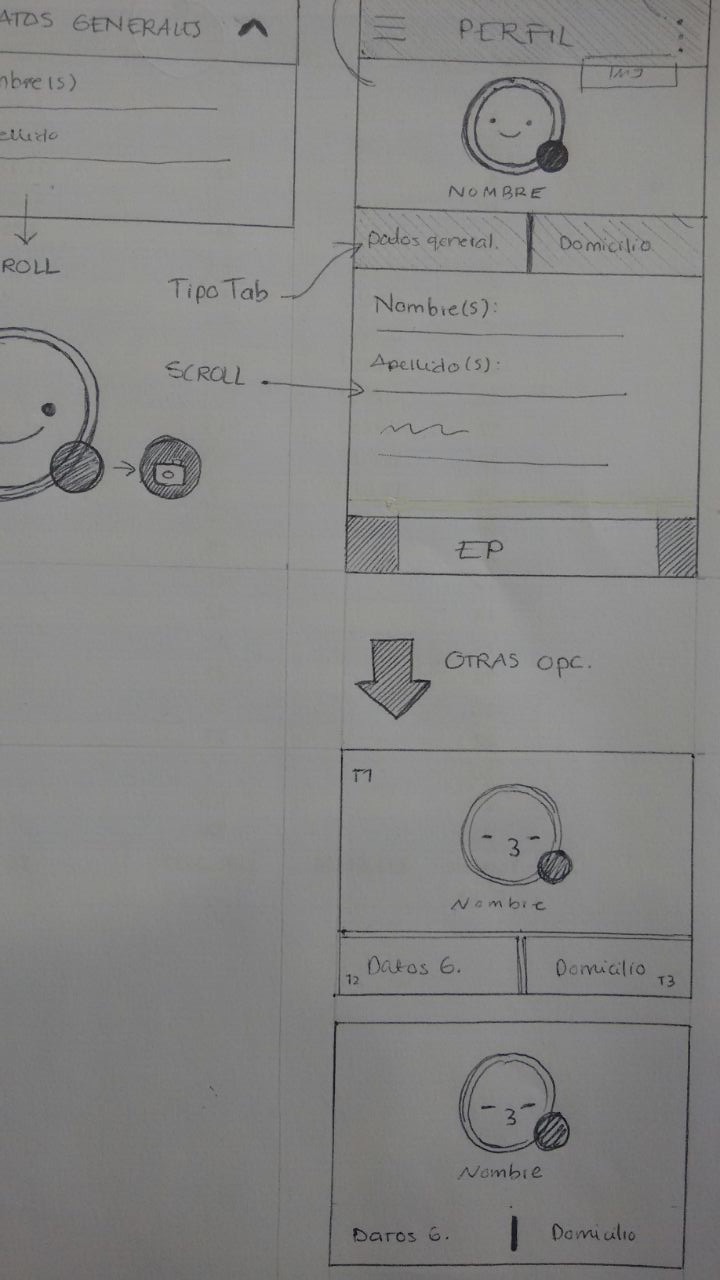 ATOS GENERALES
mbre(s)
ellido
ROLL
PERFIL
NOMBRE
Datos general.
Domicilio
Tipo Tab
Nombre(s):
SCROLL
Apellido(s):
EP
OTRAS OPC.
T1
Nombre
T2 Datos G.
Domicilio T3
Nombre
Datos G.
Domicilio